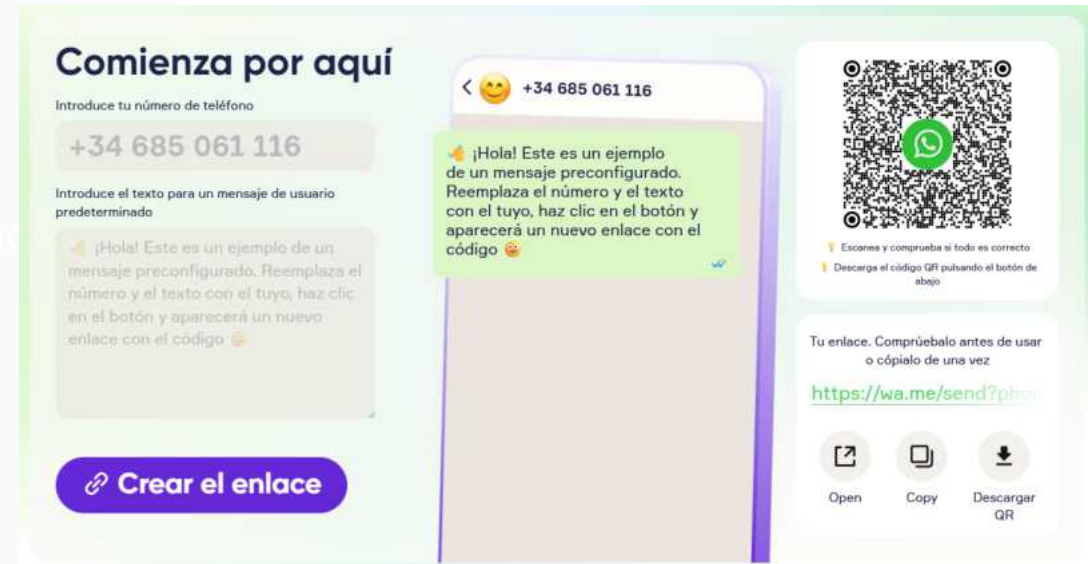 Comienza por aquí
Introduce tu número de teléfono
+34 685 061 116
Introduce el texto para un mensaje de usuario
predeterminado
¡Hola! Este es un ejemplo de un
mensaje preconfigurado. Reemplaza el
número y el texto con el tuyo, haz clic
en el botón y aparecerá un nuevo
enlace con el código
Crear el enlace
+34 685 061 116
¡Hola! Este es un ejemplo
de un mensaje preconfigurado.
Reemplaza el número y el texto
con el tuyo, haz clic en el botón y
aparecerá un nuevo enlace con el
código
Escanea y comprueba si todo es correcto
Descarga el código QR pulsando el botón de
abajo
Tu enlace. Comprúebalo antes de usar
o cópialo de una vez
https://wa.me/send?phon
Open
Copy
Descargar
QR